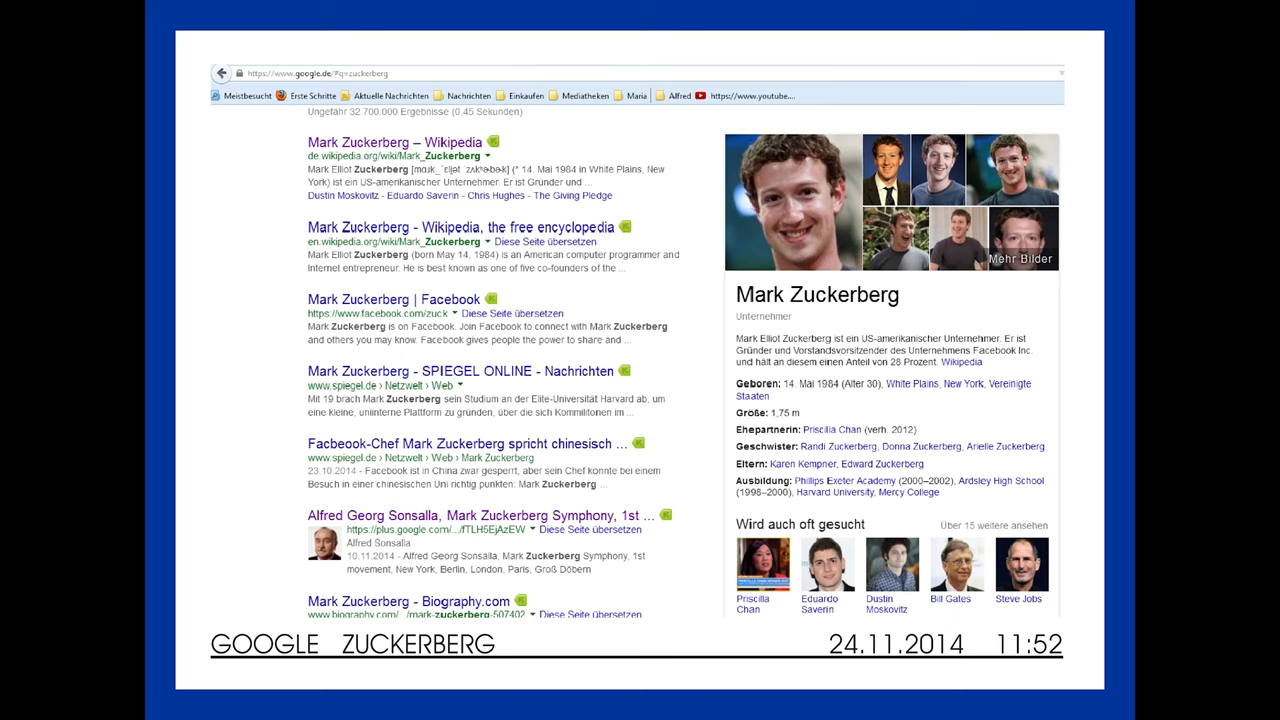 https://www.google.de/#q=zuckerberg
Meistbesucht Erste Schritte Aktuelle Nachrichten Nachrichten Einkaufen Mediatheken Maria Alfred https://www.youtube....
Ungefähr 32.700.000 Ergebnisse (0,45 Sekunden)
Mark Zuckerberg – Wikipedia
de.wikipedia.org/wiki/Mark_Zuckerberg
Mark Elliot Zuckerberg (* 14. Mai 1984 in White Plains, New
York) ist ein US-amerikanischer Unternehmer. Er ist Gründer und ...
Dustin Moskovitz - Eduardo Saverin - Chris Hughes - The Giving Pledge
Mark Zuckerberg - Wikipedia, the free encyclopedia
en.wikipedia.org/wiki/Mark_Zuckerberg Diese Seite übersetzen
Mark Elliot Zuckerberg (born May 14, 1984) is an American computer programmer and
Internet entrepreneur. He is best known as one of five co-founders of the ...
Mark Zuckerberg | Facebook
https://www.facebook.com/zuck Diese Seite übersetzen
Mark Zuckerberg is on Facebook. Join Facebook to connect with Mark Zuckerberg
and others you may know. Facebook gives people the power to share and ...
Mark Zuckerberg - SPIEGEL ONLINE - Nachrichten
www.spiegel.de › Netzwelt › Web
Mit 19 brach Mark Zuckerberg sein Studium an der Elite-Universität Harvard ab, um
eine kleine, uniinterne Plattform zu gründen, über die sich Kommilitonen im ...
Facbeook-Chef Mark Zuckerberg spricht chinesisch ...
www.spiegel.de › Netzwelt › Web › Mark Zuckerberg
23.10.2014 - Facebook ist in China zwar gesperrt, aber sein Chef konnte bei einem
Besuch in einer chinesischen Uni richtig punkten: Mark Zuckerberg ...
Alfred Georg Sonsalla, Mark Zuckerberg Symphony, 1st ...
https://plus.google.com/.../fTLH5EjAzEW Diese Seite übersetzen
Alfred Sonsalla
10.11.2014 - Alfred Georg Sonsalla, Mark Zuckerberg Symphony, 1st
movement, New York, Berlin, London, Paris, Groß Döbern
Mark Zuckerberg - Biography.com
www.biography.com/.../mark-zuckerberg-507402 Diese Seite übersetzen
Mehr Bilder
Mark Zuckerberg
Unternehmer
Mark Elliot Zuckerberg ist ein US-amerikanischer Unternehmer. Er ist
Gründer und Vorstandsvorsitzender des Unternehmens Facebook Inc.
und hält an diesem einen Anteil von 28 Prozent. Wikipedia
Geboren: 14. Mai 1984 (Alter 30), White Plains, New York, Vereinigte
Staaten
Größe: 1,75 m
Ehepartnerin: Priscilla Chan (verh. 2012)
Geschwister: Randi Zuckerberg, Donna Zuckerberg, Arielle Zuckerberg
Eltern: Karen Kempner, Edward Zuckerberg
Ausbildung: Phillips Exeter Academy (2000–2002), Ardsley High School
(1998–2000), Harvard University, Mercy College
Wird auch oft gesucht Über 15 weitere ansehen
Priscilla Chan
Eduardo Saverin
Dustin Moskovitz
Bill Gates
Steve Jobs
GOOGLE ZUCKERBERG 24.11.2014 11:52